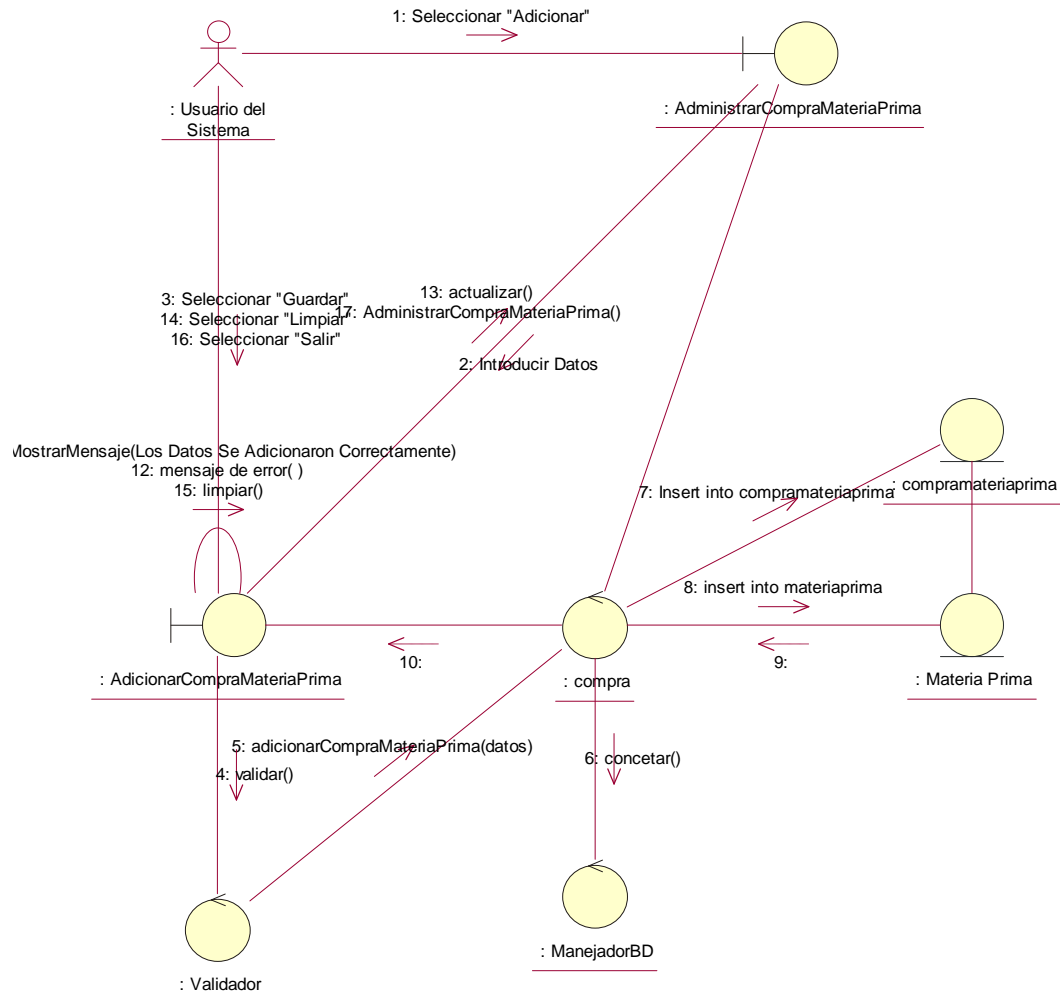 1: Seleccionar "Adicionar"
: Usuario del
Sistema
: AdministrarCompraMateriaPrima
3: Seleccionar "Guardar"
14: Seleccionar "Limpiar"
16: Seleccionar "Salir"
13: actualizar()
17: AdministrarCompraMateriaPrima()
2: Introducir Datos
MostrarMensaje(Los Datos Se Adicionaron Correctamente)
12: mensaje de error( )
15: limpiar()
7: Insert into compramateriaprima
: compramateriaprima
8: insert into materiaprima
10:
9:
: AdicionarCompraMateriaPrima
: compra
: Materia Prima
5: adicionarCompraMateriaPrima(datos)
4: validar()
6: concetar()
: ManejadorBD
: Validador